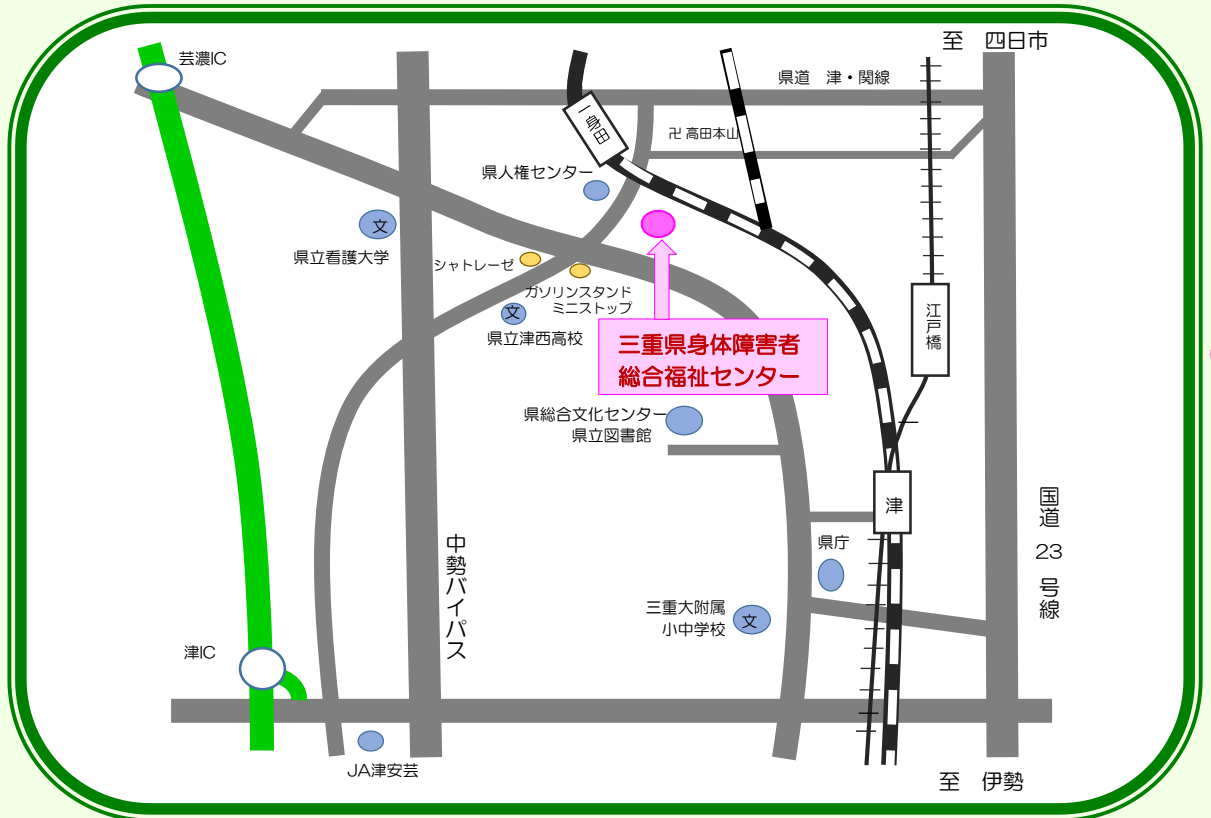 至　四日市
芸濃IC
県道　津・関線
一身田
卍 高田本山
県人権センター
文
県立看護大学
シャトレーゼ
ガソリンスタンド
ミニストップ
文
県立津西高校
江戸橋
三重県身体障害者
総合福祉センター
県総合文化センター
県立図書館
津
国道 23 号線
県庁
中勢バイパス
三重大附属
小中学校
文
津IC
JA津安芸
至　伊勢